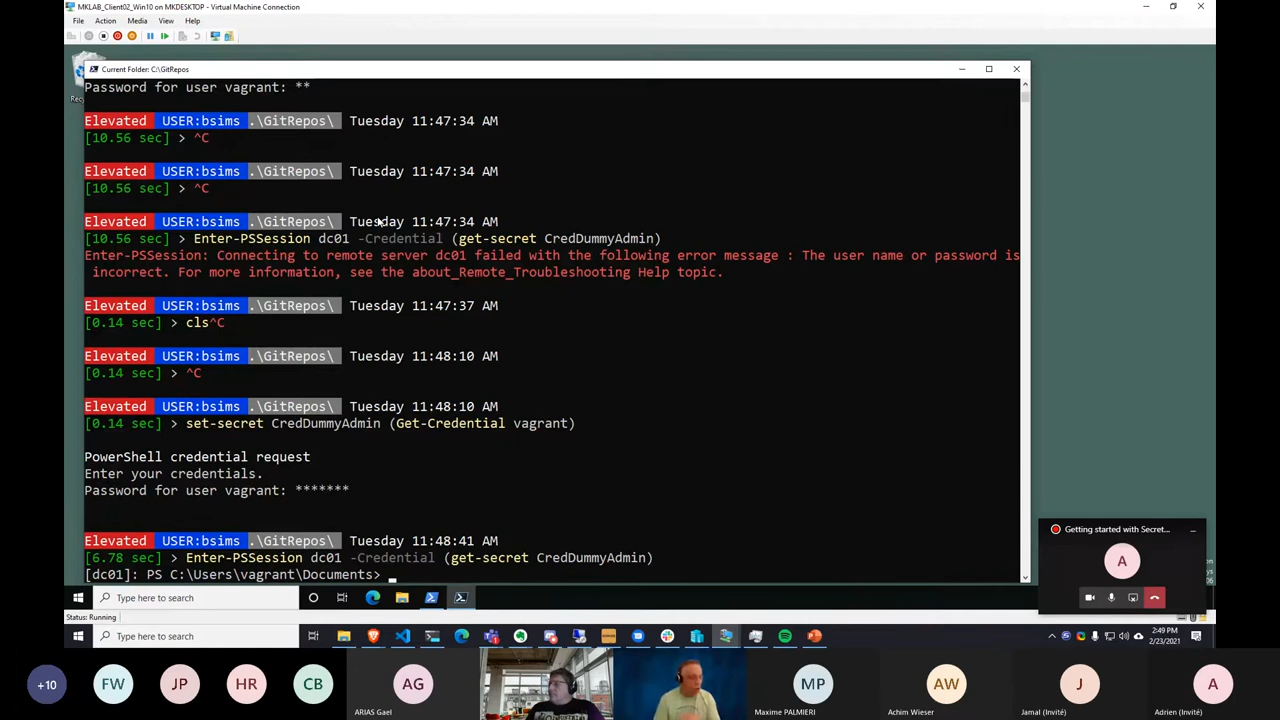 MKLAB_Client02_Win10 on MKDESKTOP - Virtual Machine Connection
File Action Media View Help
Current Folder: C:\GitRepos\
Password for user vagrant: **
Elevated USER:bsims .\GitRepos\ Tuesday 11:47:34 AM
[10.56 sec] > ^C
Elevated USER:bsims .\GitRepos\ Tuesday 11:47:34 AM
[10.56 sec] > ^C
Elevated USER:bsims .\GitRepos\ Tuesday 11:47:34 AM
[10.56 sec] > Enter-PSSession dc01 -Credential (get-secret CredDummyAdmin)
Enter-PSSession: Connecting to remote server dc01 failed with the following error message : The user name or password is
incorrect. For more information, see the about_Remote_Troubleshooting Help topic.
Elevated USER:bsims .\GitRepos\ Tuesday 11:47:37 AM
[0.14 sec] > cls^C
Elevated USER:bsims .\GitRepos\ Tuesday 11:48:10 AM
[0.14 sec] > ^C
Elevated USER:bsims .\GitRepos\ Tuesday 11:48:10 AM
[0.14 sec] > set-secret CredDummyAdmin (Get-Credential vagrant)
PowerShell credential request
Enter your credentials.
Password for user vagrant: *******
Elevated USER:bsims .\GitRepos\ Tuesday 11:48:41 AM
[6.78 sec] > Enter-PSSession dc01 -Credential (get-secret CredDummyAdmin)
[dc01]: PS C:\Users\vagrant\Documents>
Getting started with Secret...
A
Type here to search
Status: Running
Type here to search
2:49 PM
2/23/2021
+10 FW JP HR CB AG MP AW J A
ARIAS Gael Maxime PALMIERI Achim Wieser Jamal (Invité) Adrien (Invité)